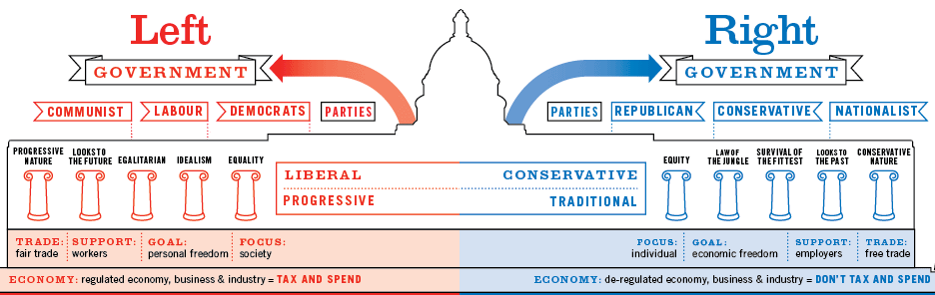 Left
Right
GOVERNMENT
GOVERNMENT
COMMUNIST
LABOUR
DEMOCRATS
PARTIES
PARTIES
REPUBLICAN
CONSERVATIVE
NATIONALIST
PROGRESSIVE
NATURE
LOOKS TO
THE FUTURE
EGALITARIAN
IDEALISM
EQUALITY
LIBERAL
PROGRESSIVE
CONSERVATIVE
TRADITIONAL
EQUITY
LAW OF
THE JUNGLE
SURVIVAL OF
THE FITTEST
LOOKS TO
THE PAST
CONSERVATIVE
NATURE
TRADE:
fair trade
SUPPORT:
workers
GOAL:
personal freedom
FOCUS:
society
FOCUS:
individual
GOAL:
economic freedom
SUPPORT:
employers
TRADE:
free trade
ECONOMY: regulated economy, business & industry = TAX AND SPEND
ECONOMY: de-regulated economy, business & industry = DON'T TAX AND SPEND